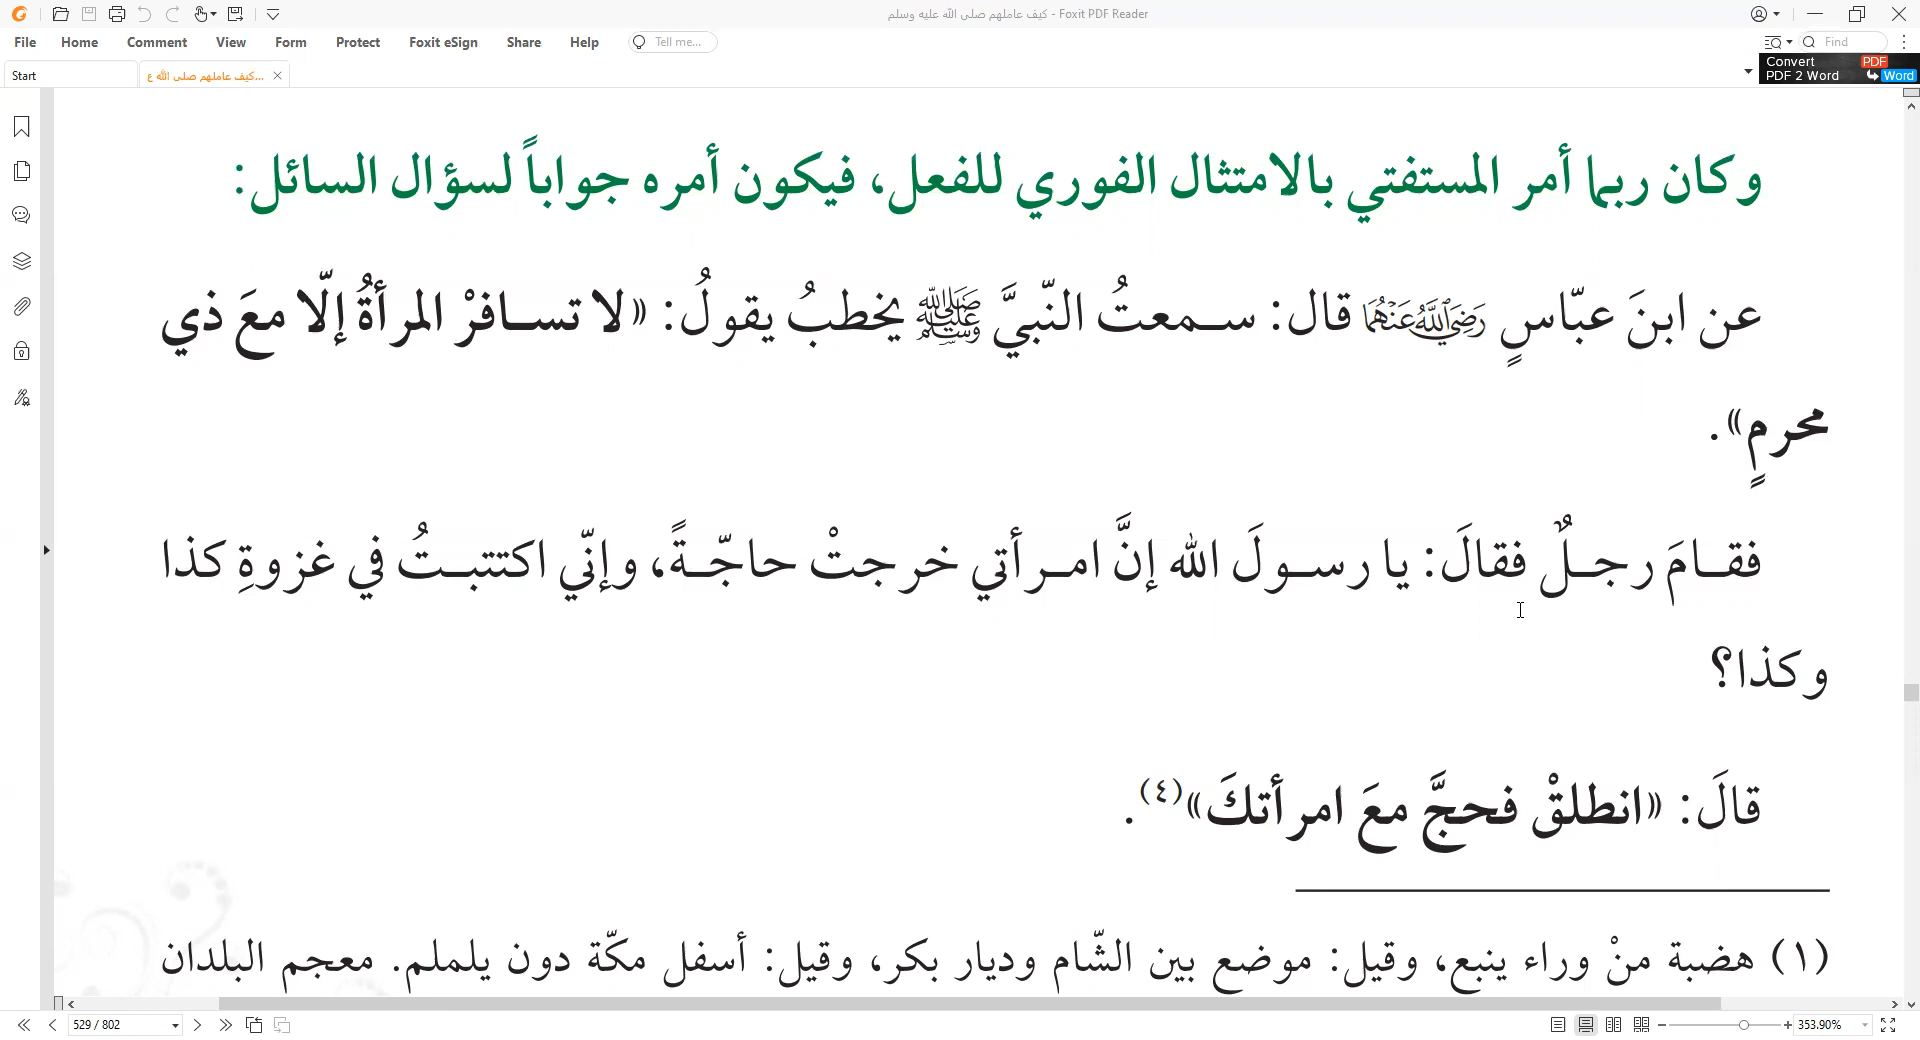 كيف عاملهم صلى الله عليه وسلم - Foxit PDF Reader
File Home Comment View Form Protect Foxit eSign Share Help Tell me... Find
Start كيف عاملهم صلى الله ع...
Convert PDF
PDF 2 Word Word
وكان ربما أمر المستفتي بالامتثال الفوري للفعل، فيكون أمره جواباً لسؤال السائل:
عن ابنَ عبّاسٍ رَضِيَ اللَّهُ عَنْهُمَا قال: سمعتُ النّبيَّ ﷺ يخطبُ يقولُ: «لا تسافرْ المرأةُ إلّا معَ ذي
محرمٍ».
فقامَ رجلٌ فقالَ: يا رسولَ الله إنَّ امرأتي خرجتْ حاجّةً، وإنّي اكتتبتُ في غزوةِ كذا
وكذا؟
قالَ: «انطلقْ فحجَّ معَ امرأتكَ»(٤).
(١) هضبة منْ وراء ينبع، وقيل: موضع بين الشّام وديار بكر، وقيل: أسفل مكّة دون يلملم. معجم البلدان
529 / 802 353.90%